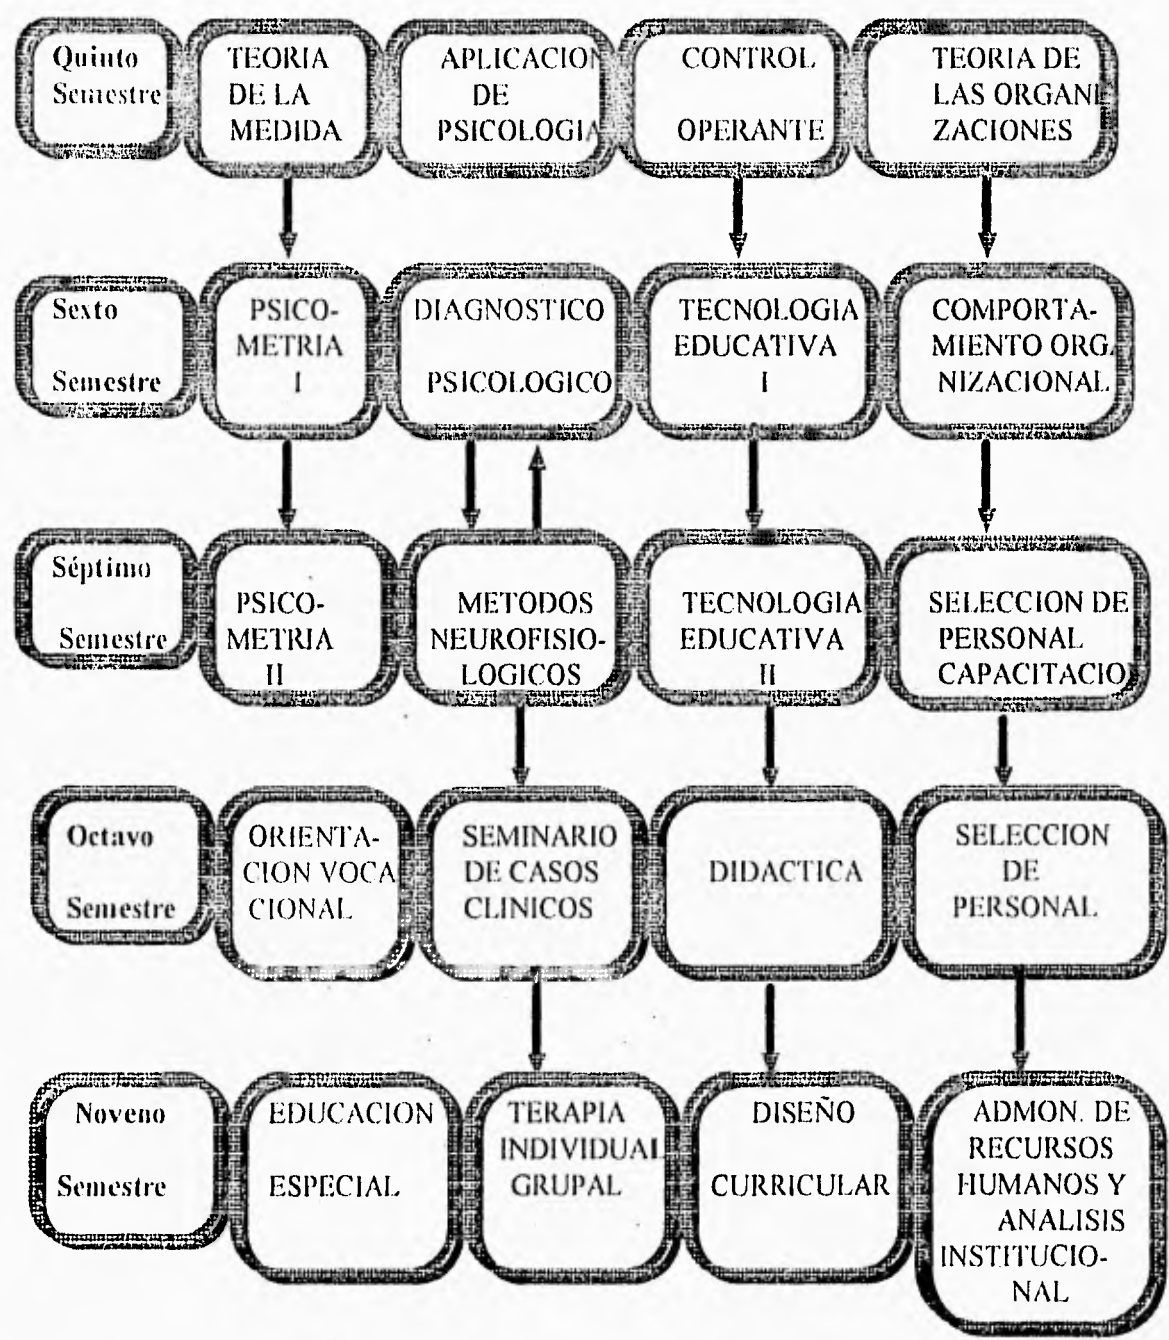 Quinto
Semestre
TEORIA
DE LA
MEDIDA
APLICACION
DE
PSICOLOGIA
CONTROL
OPERANTE
TEORIA DE
LAS ORGANI
ZACIONES
Sexto
Semestre
PSICO-
METRIA
I
DIAGNOSTICO
PSICOLOGICO
TECNOLOGIA
EDUCATIVA
I
COMPORTA-
MIENTO ORGA
NIZACIONAL
Séptimo
Semestre
PSICO-
METRIA
II
METODOS
NEUROFISIO-
LOGICOS
TECNOLOGIA
EDUCATIVA
II
SELECCION DE
PERSONAL
CAPACITACIO
Octavo
Semestre
ORIENTA-
CION VOCA
CIONAL
SEMINARIO
DE CASOS
CLINICOS
DIDACTICA
SELECCION
DE
PERSONAL
Noveno
Semestre
EDUCACION
ESPECIAL
TERAPIA
INDIVIDUAL
GRUPAL
DISEÑO
CURRICULAR
ADMON. DE
RECURSOS
HUMANOS Y
ANALISIS
INSTITUCIO-
NAL